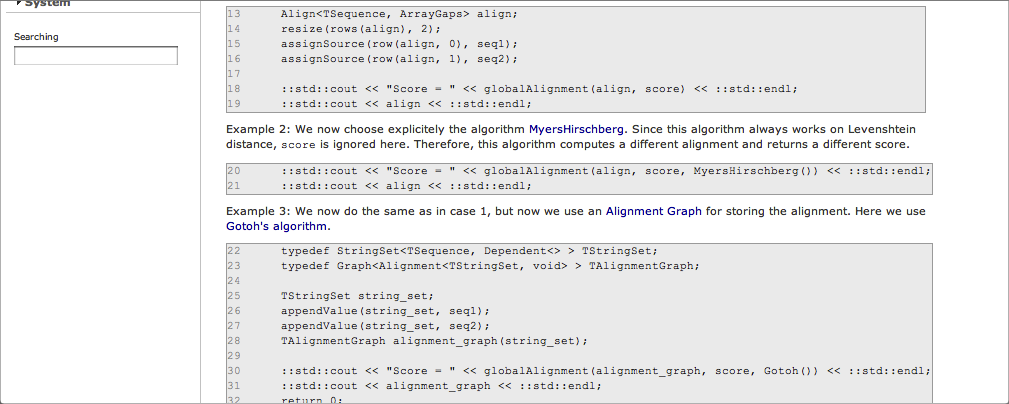 System
Searching
13 Align<TSequence, ArrayGaps> align;
14 resize(rows(align), 2);
15 assignSource(row(align, 0), seq1);
16 assignSource(row(align, 1), seq2);
17
18 ::std::cout << "Score = " << globalAlignment(align, score) << ::std::endl;
19 ::std::cout << align << ::std::endl;
Example 2: We now choose explicitely the algorithm MyersHirschberg. Since this algorithm always works on Levenshtein
distance, score is ignored here. Therefore, this algorithm computes a different alignment and returns a different score.
20 ::std::cout << "Score = " << globalAlignment(align, score, MyersHirschberg()) << ::std::endl;
21 ::std::cout << align << ::std::endl;
Example 3: We now do the same as in case 1, but now we use an Alignment Graph for storing the alignment. Here we use
Gotoh's algorithm.
22 typedef StringSet<TSequence, Dependent<> > TStringSet;
23 typedef Graph<Alignment<TStringSet, void> > TAlignmentGraph;
24
25 TStringSet string_set;
26 appendValue(string_set, seq1);
27 appendValue(string_set, seq2);
28 TAlignmentGraph alignment_graph(string_set);
29
30 ::std::cout << "Score = " << globalAlignment(alignment_graph, score, Gotoh()) << ::std::endl;
31 ::std::cout << alignment_graph << ::std::endl;
32 return 0;